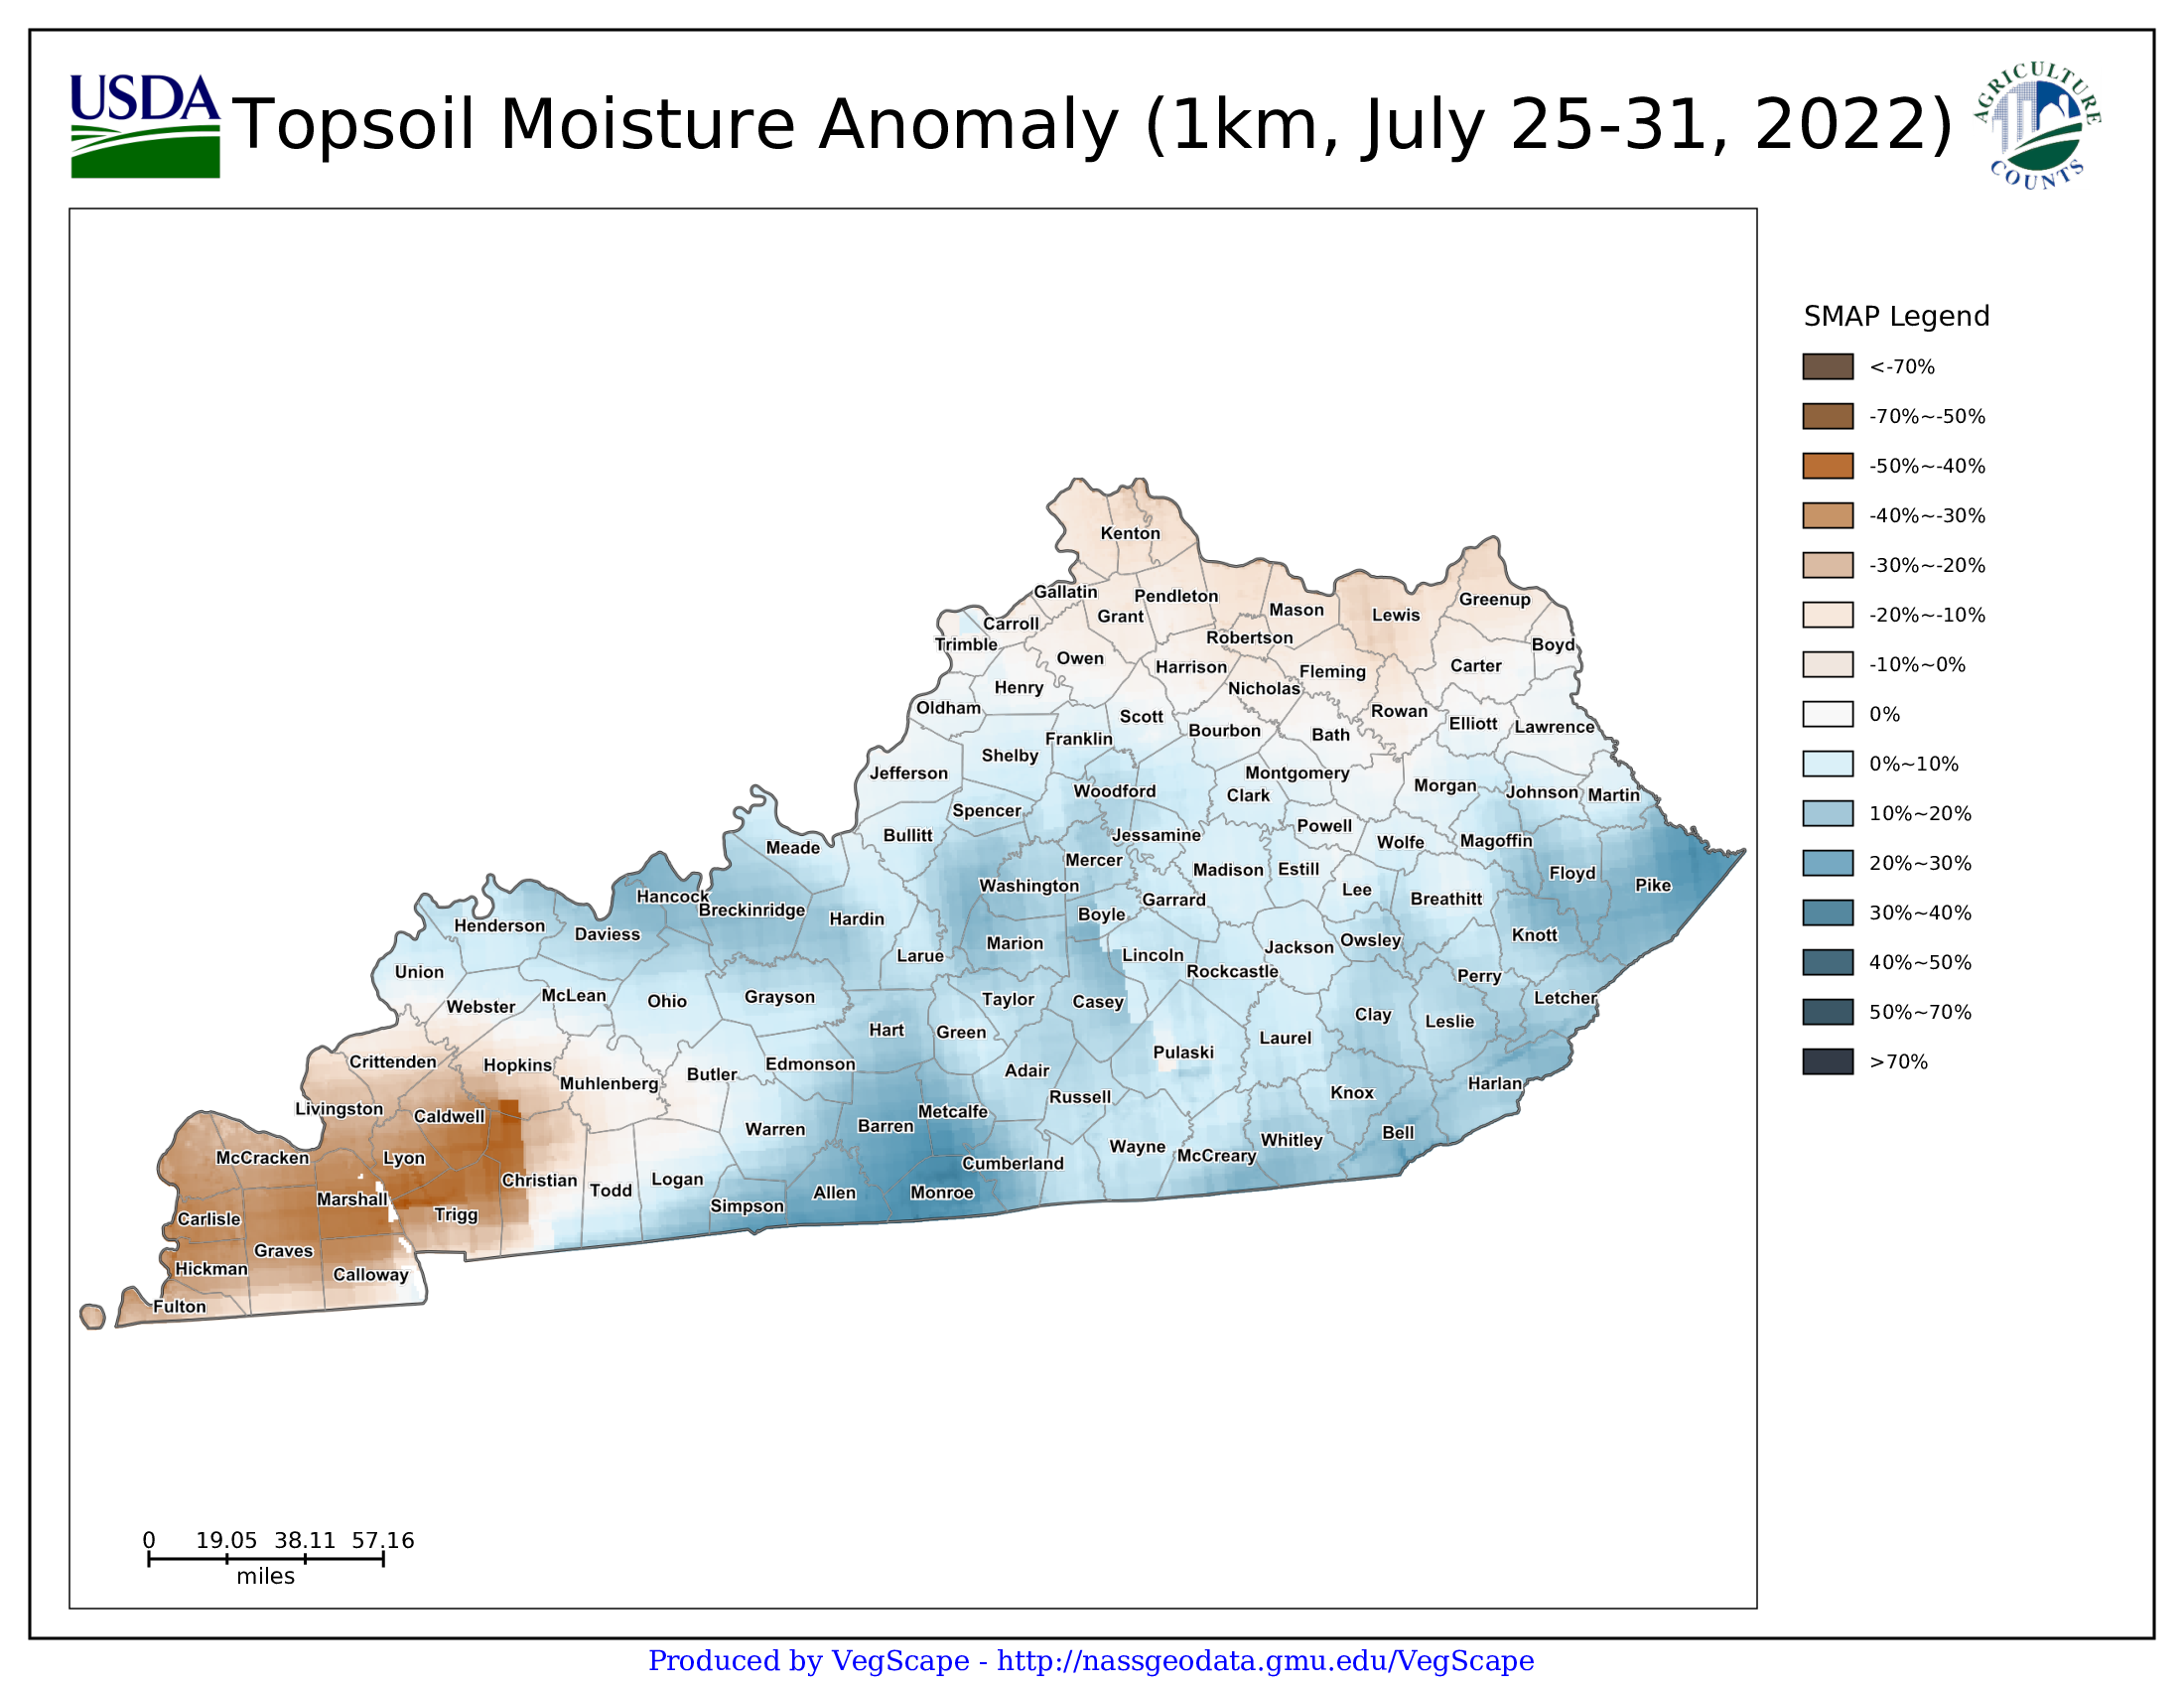 USDA
Topsoil Moisture Anomaly (1km, July 25-31, 2022)
AGRICULTURE
COUNTS
SMAP Legend
<-70%
-70%~-50%
-50%~-40%
-40%~-30%
-30%~-20%
-20%~-10%
-10%~0%
0%
0%~10%
10%~20%
20%~30%
30%~40%
40%~50%
50%~70%
>70%
Kenton
Gallatin
Pendleton
Grant
Mason
Lewis
Greenup
Carroll
Trimble
Robertson
Boyd
Owen
Harrison
Fleming
Carter
Henry
Nicholas
Oldham
Scott
Rowan
Elliott
Lawrence
Franklin
Bourbon
Bath
Shelby
Jefferson
Montgomery
Woodford
Clark
Morgan
Johnson
Martin
Spencer
Bullitt
Jessamine
Powell
Wolfe
Magoffin
Meade
Mercer
Madison
Estill
Floyd
Pike
Washington
Lee
Hancock
Breckinridge
Hardin
Boyle
Garrard
Breathitt
Henderson
Daviess
Marion
Jackson
Owsley
Knott
Larue
Lincoln
Union
Rockcastle
Perry
Webster
McLean
Ohio
Grayson
Taylor
Casey
Letcher
Hart
Green
Clay
Leslie
Laurel
Pulaski
Crittenden
Hopkins
Edmonson
Butler
Muhlenberg
Adair
Russell
Knox
Harlan
Livingston
Caldwell
Metcalfe
Warren
Barren
Bell
Whitley
Wayne
McCreary
McCracken
Lyon
Cumberland
Christian
Todd
Logan
Allen
Monroe
Simpson
Marshall
Trigg
Carlisle
Graves
Hickman
Calloway
Fulton
0 19.05 38.11 57.16
miles
Produced by VegScape - http://nassgeodata.gmu.edu/VegScape